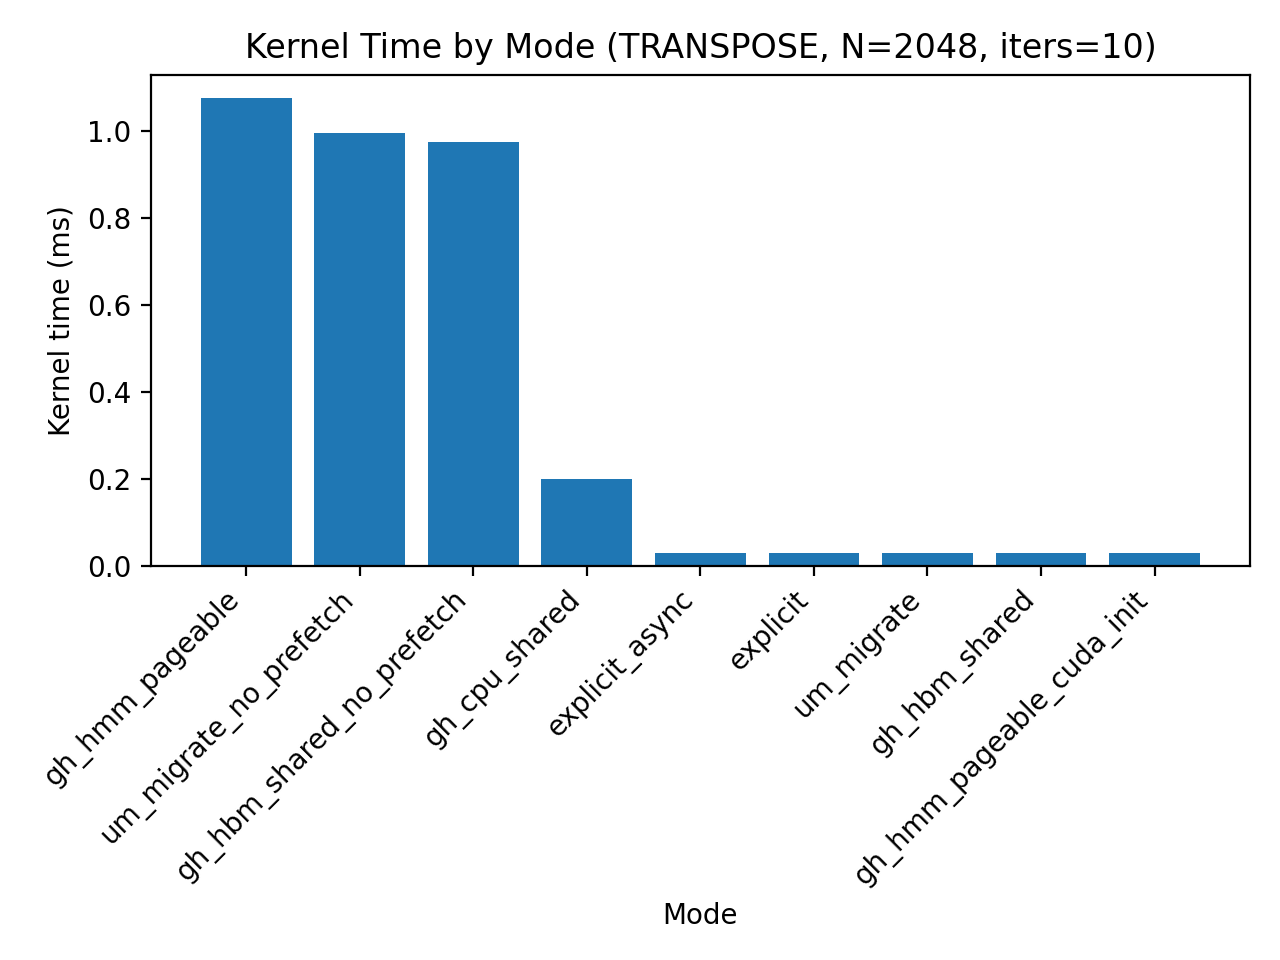 Kernel Time by Mode (TRANSPOSE, N=2048, iters=10)
Kernel time (ms)
1.0
0.8
0.6
0.4
0.2
0.0
gh_hmm_pageable
um_migrate_no_prefetch
gh_hbm_shared_no_prefetch
gh_cpu_shared
explicit_async
explicit
um_migrate
gh_hbm_shared
gh_hmm_pageable_cuda_init
Mode